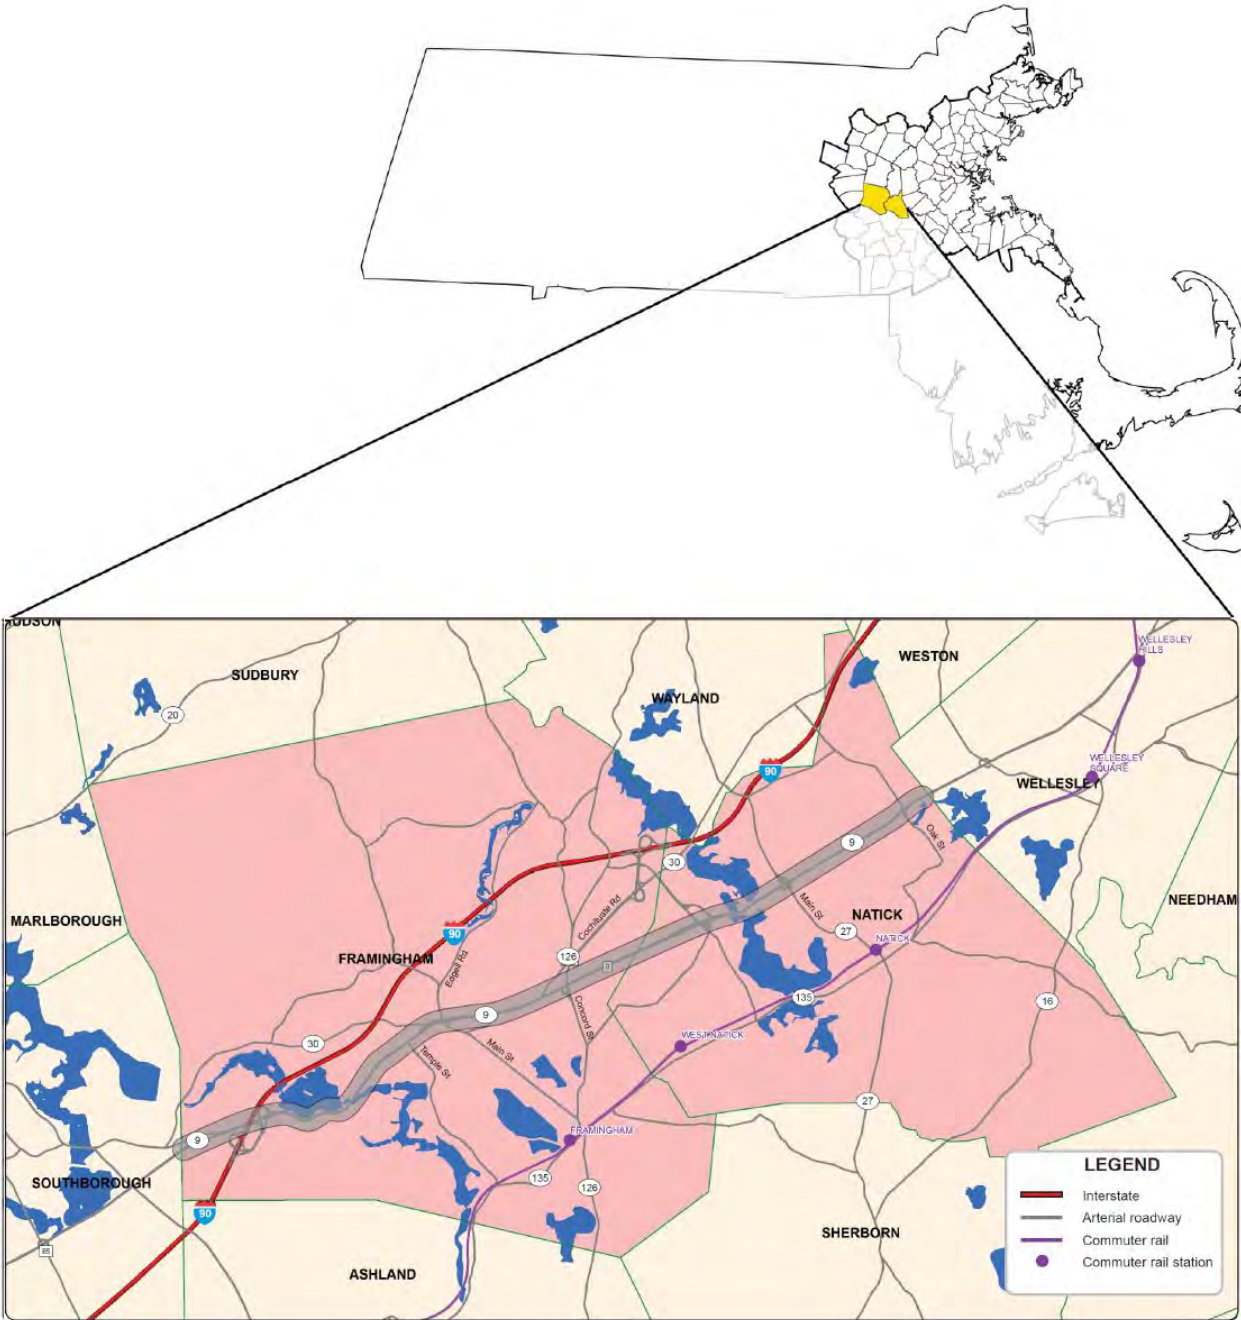 UDSON
SUDBURY
20
WAYLAND
WESTON
WELLESLEY
HILLS
90
WELLESLEY
SQUARE
WELLESLEY
Oak St
9
30
Main St
NATICK
27
NATICK
NEEDHAM
MARLBOROUGH
90
FRAMINGHAM
Edgell Rd
Cochituate Rd
126
9
Concord St
135
16
30
Temple St
Main St
WEST NATICK
27
9
FRAMINGHAM
SOUTHBOROUGH
135
126
90
85
ASHLAND
SHERBORN
LEGEND
Interstate
Arterial roadway
Commuter rail
Commuter rail station